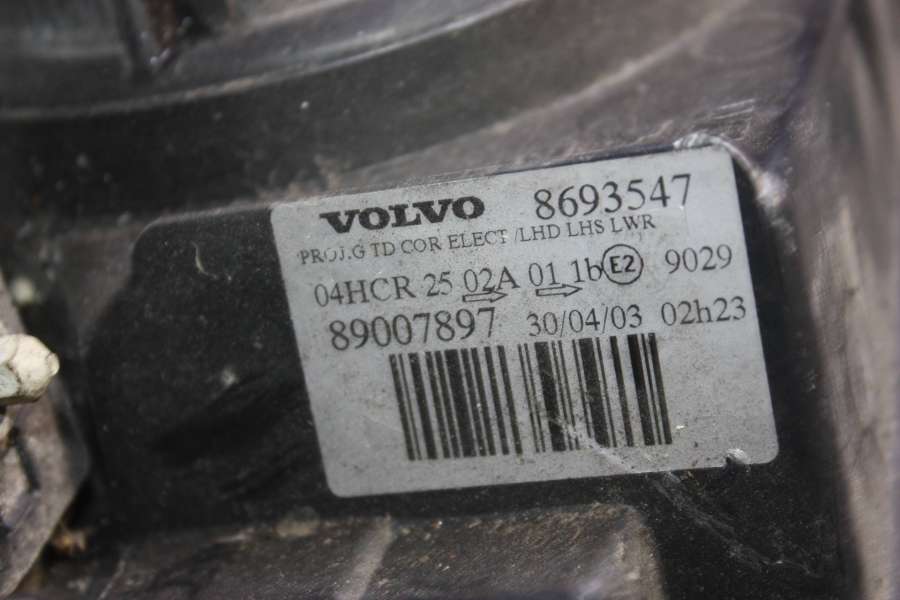 VOLVO 8693547
PROJ.G TD COR ELECT /LHD LHS LWR
04HCR 25 02A 01 1b E2 9029
89007897 30/04/03 02h23